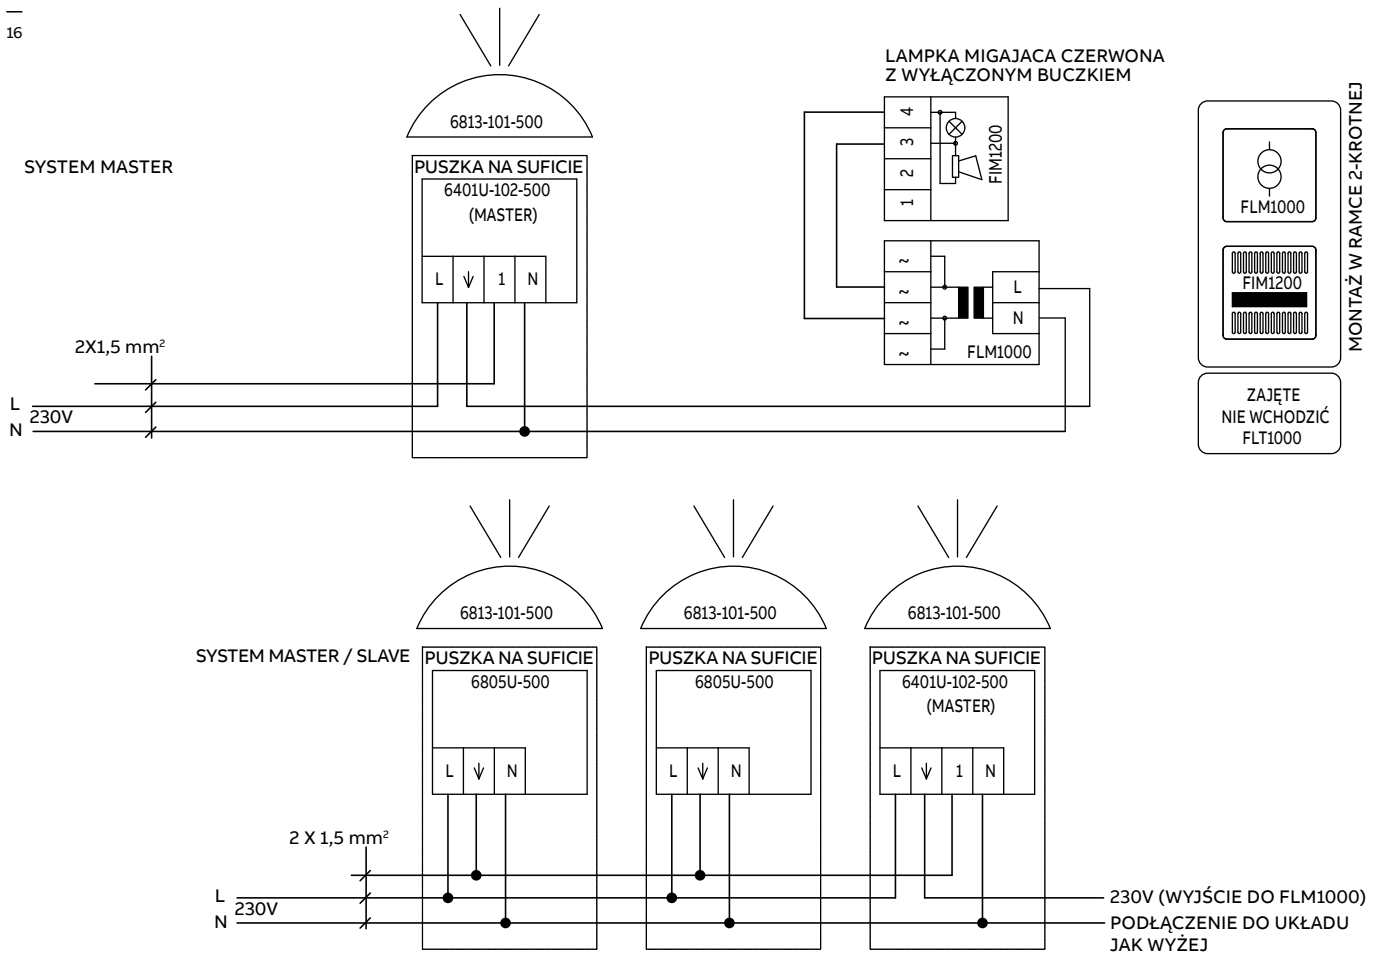 16
6813-101-500
SYSTEM MASTER
PUSZKA NA SUFICIE
6401U-102-500
(MASTER)
L
↓
1
N
2X1,5 mm²
L
230V
N
LAMPKA MIGAJACA CZERWONA
Z WYŁĄCZONYM BUCZKIEM
4
3
2
1
FIM1200
~
~
~
~
L
N
FLM1000
FLM1000
FIM1200
MONTAŻ W RAMCE 2-KROTNEJ
ZAJĘTE
NIE WCHODZIĆ
FLT1000
SYSTEM MASTER / SLAVE
6813-101-500
PUSZKA NA SUFICIE
6805U-500
L
↓
N
6813-101-500
PUSZKA NA SUFICIE
6805U-500
L
↓
N
6813-101-500
PUSZKA NA SUFICIE
6401U-102-500
(MASTER)
L
↓
1
N
2 X 1,5 mm²
L
230V
N
230V (WYJŚCIE DO FLM1000)
PODŁĄCZENIE DO UKŁADU
JAK WYŻEJ